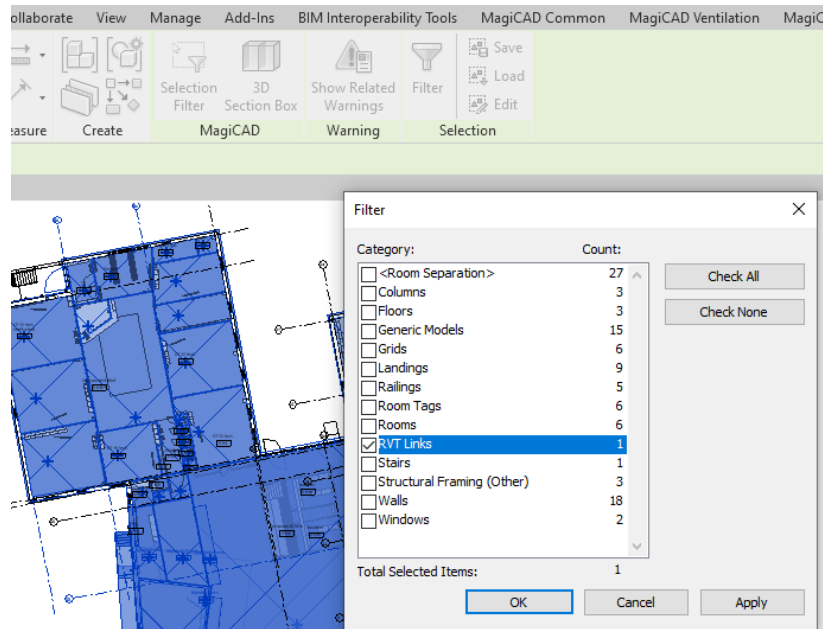 ollaborate View Manage Add-Ins BIM Interoperability Tools MagiCAD Common MagiCAD Ventilation MagiC
Selection Filter
3D Section Box
Show Related Warnings
Filter
Save
Load
Edit
easure Create MagiCAD Warning Selection
Filter
Category: Count:
<Room Separation> 27
Columns 3
Floors 3
Generic Models 15
Grids 6
Landings 9
Railings 5
Room Tags 6
Rooms 6
RVT Links 1
Stairs 1
Structural Framing (Other) 3
Walls 18
Windows 2
Check All
Check None
Total Selected Items: 1
OK Cancel Apply